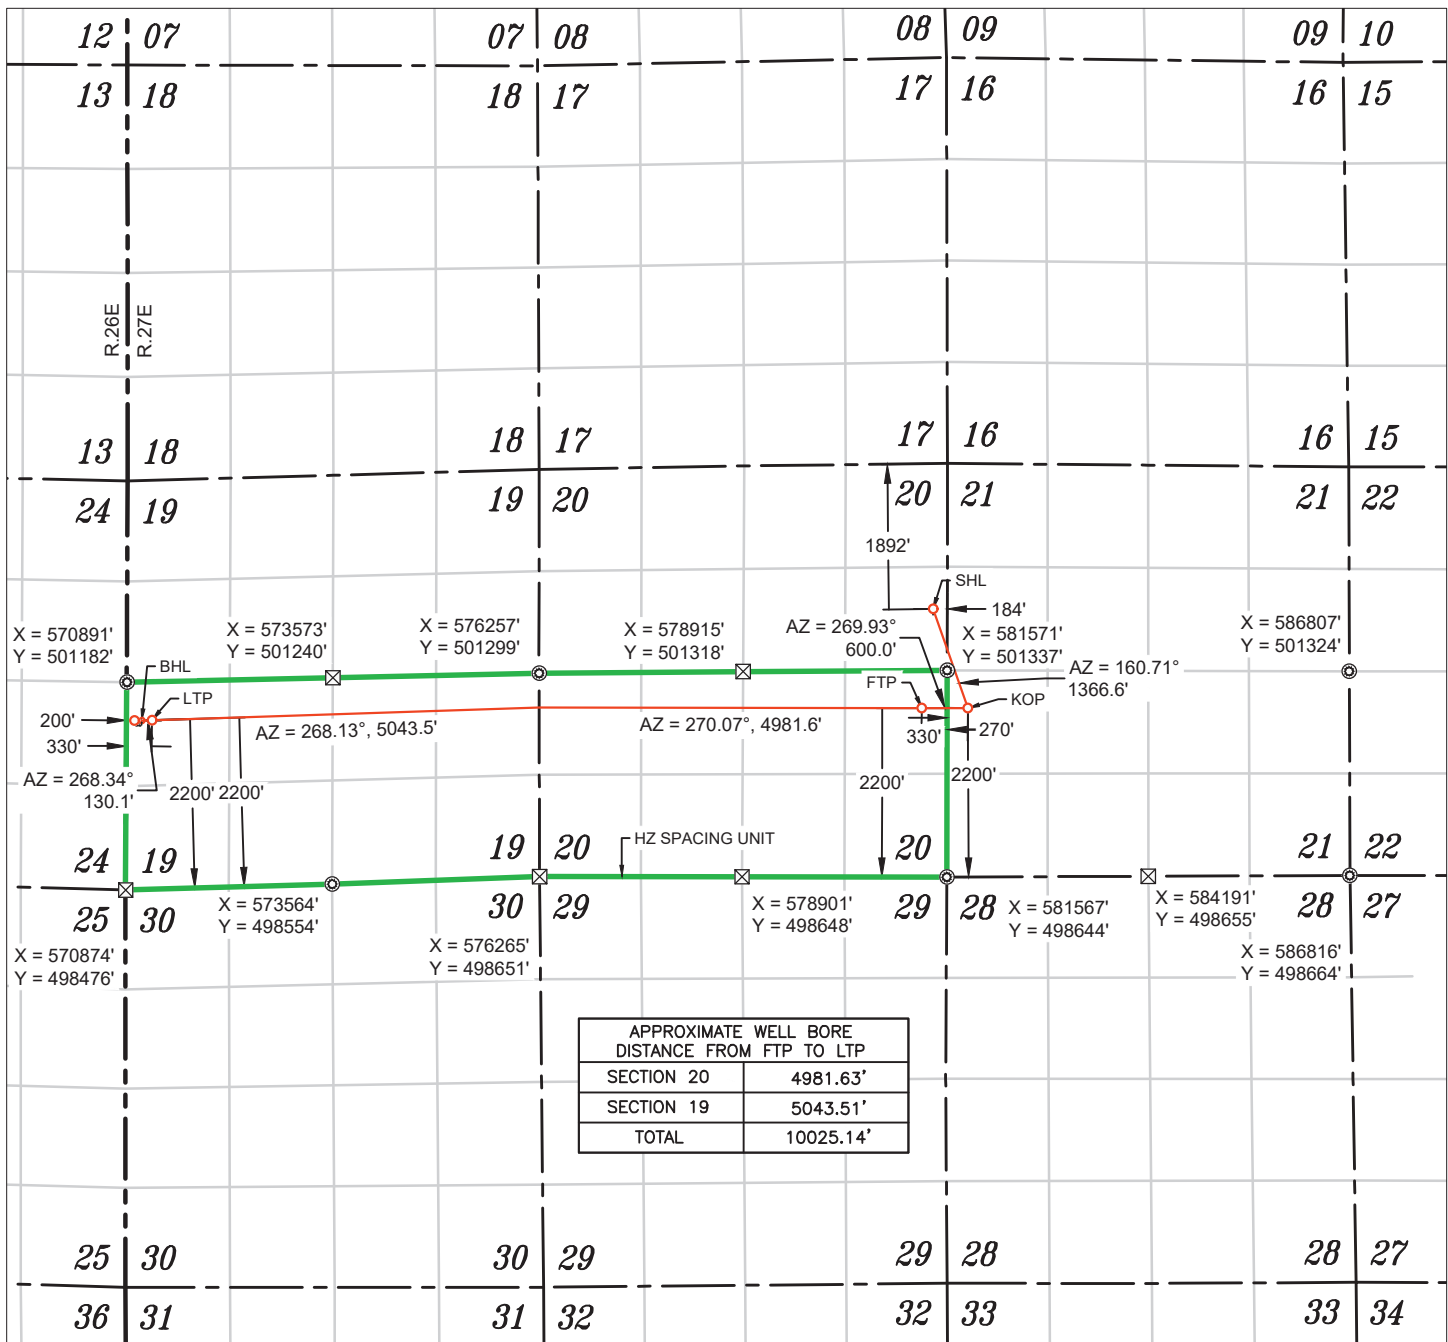 12 07
07 08
08 09
09 10
13 18
18 17
17 16
16 15
R.26E
R.27E
13 18
18 17
17 16
16 15
24 19
19 20
20 21
21 22
1892'
SHL
184'
X = 570891'
Y = 501182'
X = 573573'
Y = 501240'
X = 576257'
Y = 501299'
X = 578915'
Y = 501318'
AZ = 269.93°
600.0'
X = 581571'
Y = 501337'
X = 586807'
Y = 501324'
AZ = 160.71°
1366.6'
BHL
LTP
FTP
KOP
200'
330'
AZ = 268.13°, 5043.5'
AZ = 270.07°, 4981.6'
330'
270'
AZ = 268.34°
130.1'
2200'
2200'
2200'
2200'
HZ SPACING UNIT
24 19
19 20
20
21 22
25 30
30 29
29 28
28 27
X = 570874'
Y = 498476'
X = 573564'
Y = 498554'
X = 576265'
Y = 498651'
X = 578901'
Y = 498648'
X = 581567'
Y = 498644'
X = 584191'
Y = 498655'
X = 586816'
Y = 498664'
APPROXIMATE WELL BORE
DISTANCE FROM FTP TO LTP
SECTION 20 4981.63'
SECTION 19 5043.51'
TOTAL 10025.14'
25 30
30 29
29 28
28 27
36 31
31 32
32 33
33 34